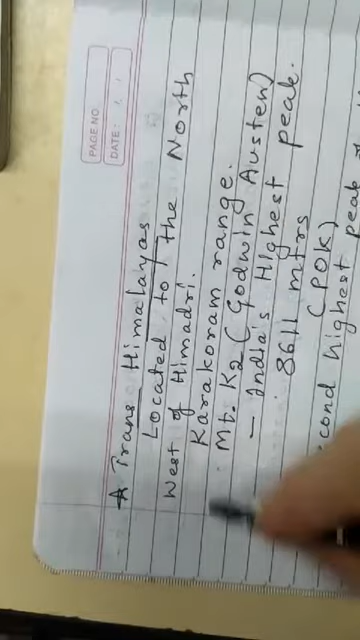 PAGE NO
DATE: / /
A Trans Himalayas
Located to the North
West of Himadri.
Karakoram range.
Mt. K2 (Godwin Austen)
- India's Highest peak.
8611 mtrs
(POK)
econd highest peak